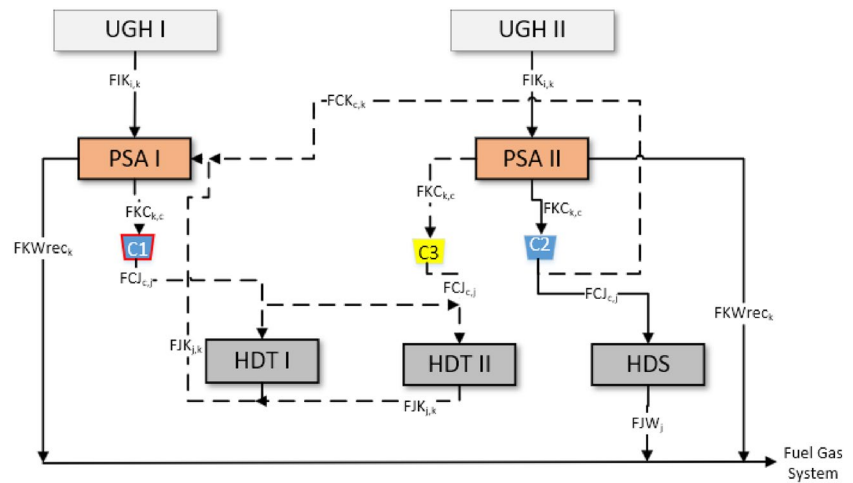 UGH I
UGH II
FIKi,k
FIKi,k
FCKc,k
PSA I
PSA II
FKCk,c
FKCk,c
FKCk,c
C1
C3
C2
FKWreck
FCJc,j
FCJc,j
FCJc,j
FKWreck
FJKj,k
HDT I
HDT II
HDS
FJKj,k
FJWj
Fuel Gas
System